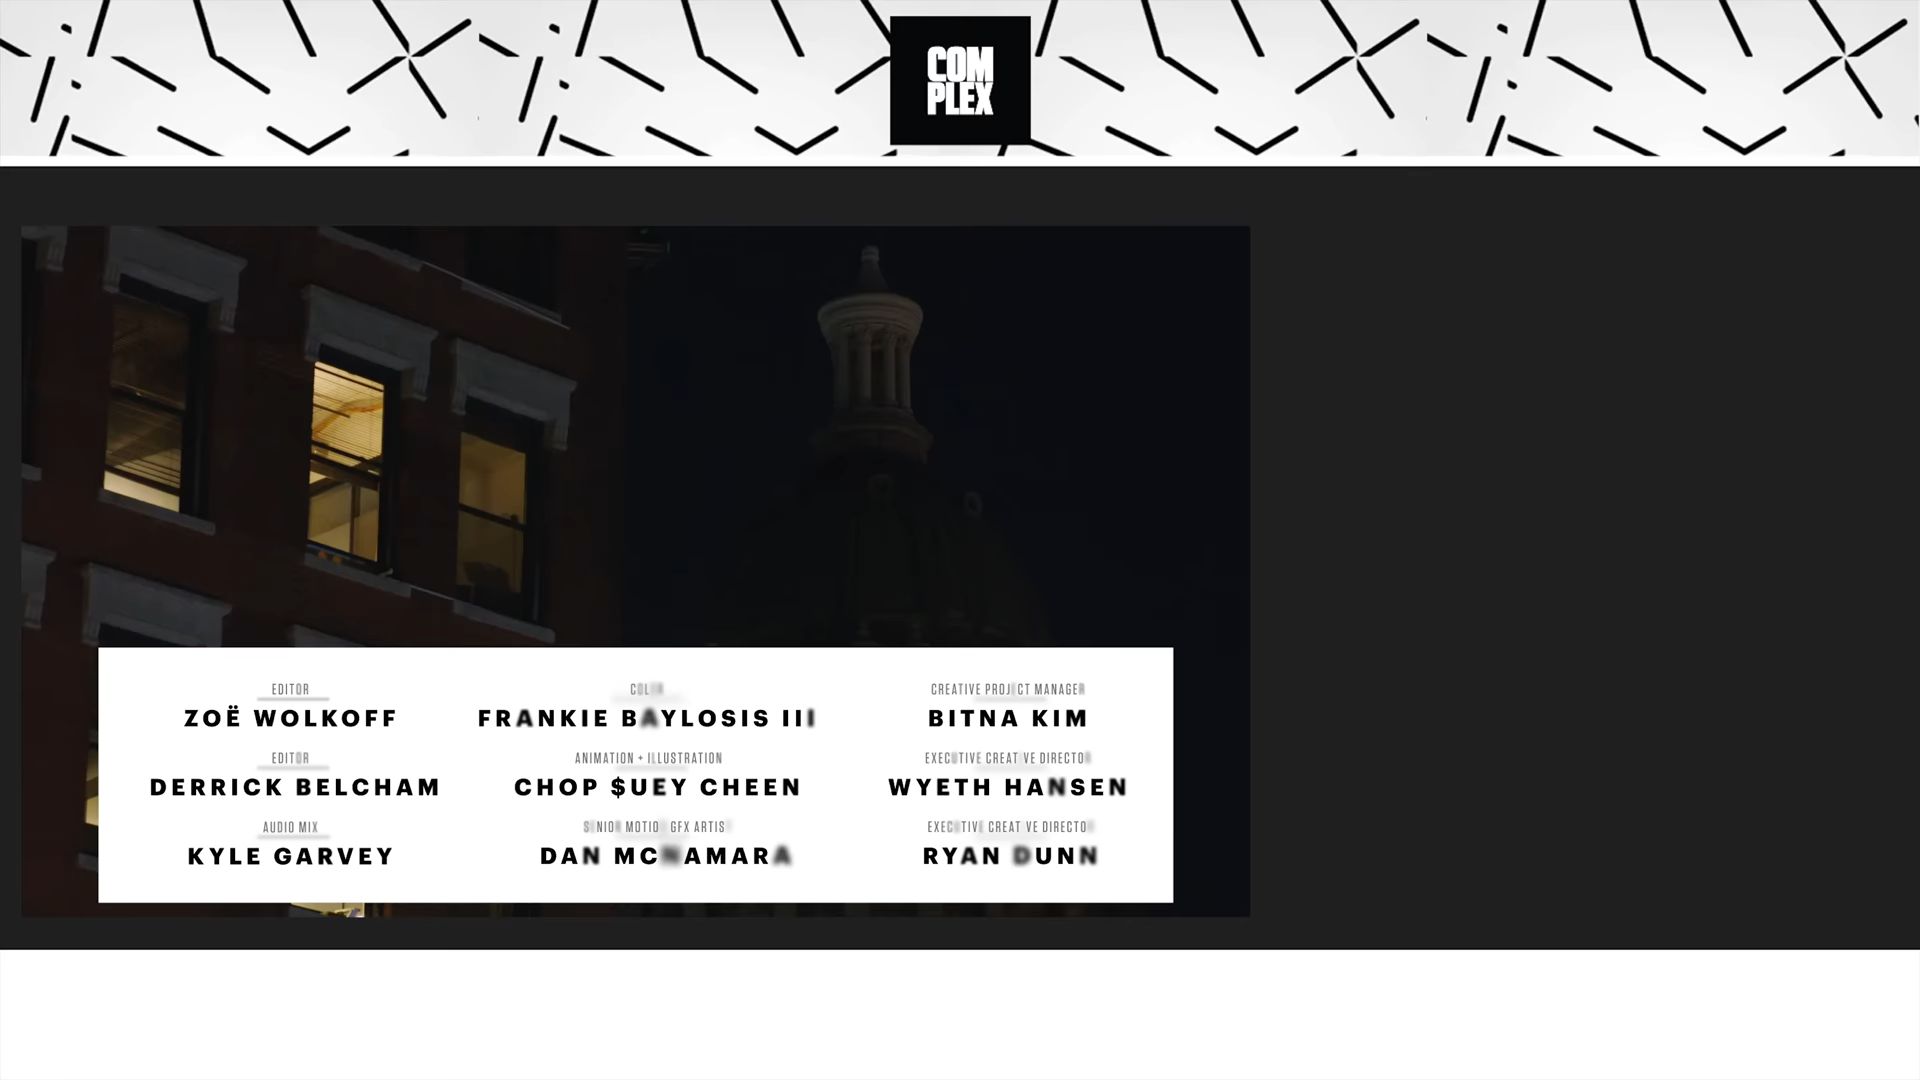 COM
PLEX
EDITOR
ZOË WOLKOFF
EDITOR
DERRICK BELCHAM
AUDIO MIX
KYLE GARVEY
COLOR
FRANKIE BAYLOSIS III
ANIMATION + ILLUSTRATION
CHOP $UEY CHEEN
SENIOR MOTION GFX ARTIST
DAN MCNAMARA
CREATIVE PROJECT MANAGER
BITNA KIM
EXECUTIVE CREATIVE DIRECTOR
WYETH HANSEN
EXECUTIVE CREATIVE DIRECTOR
RYAN DUNN